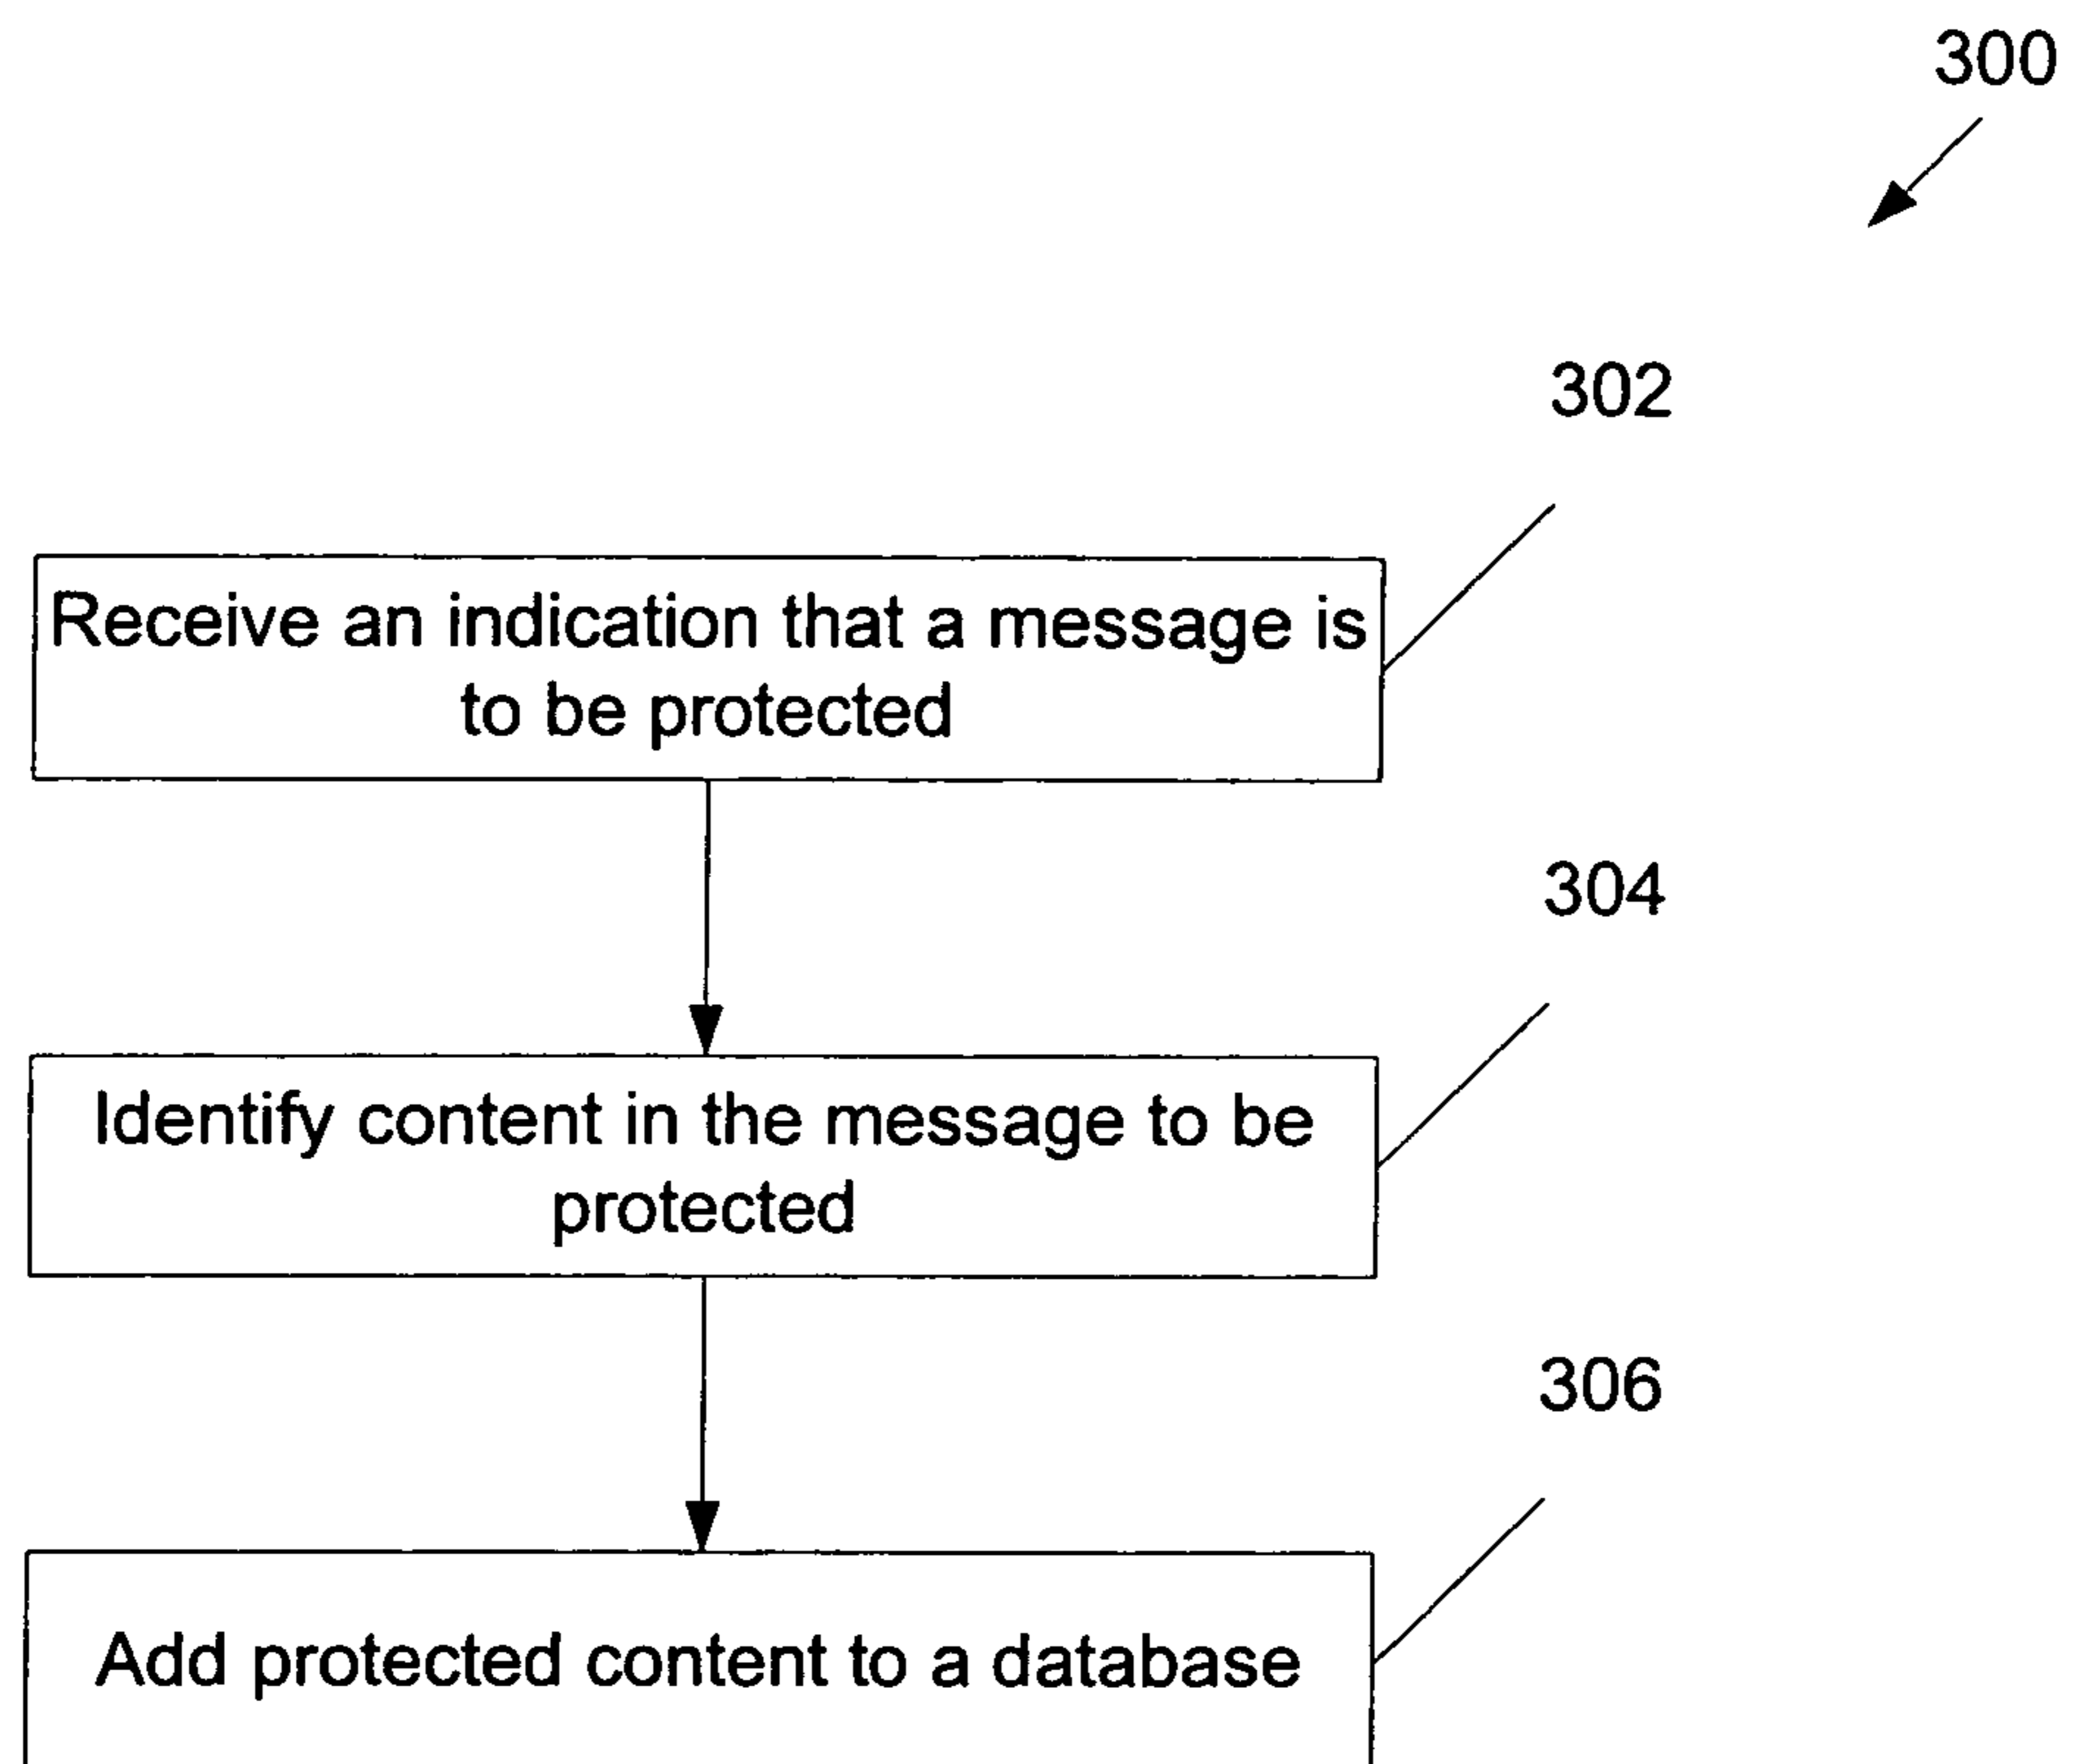 300
302
Receive an indication that a message is
to be protected
304
Identify content in the message to be
protected
306
Add protected content to a database